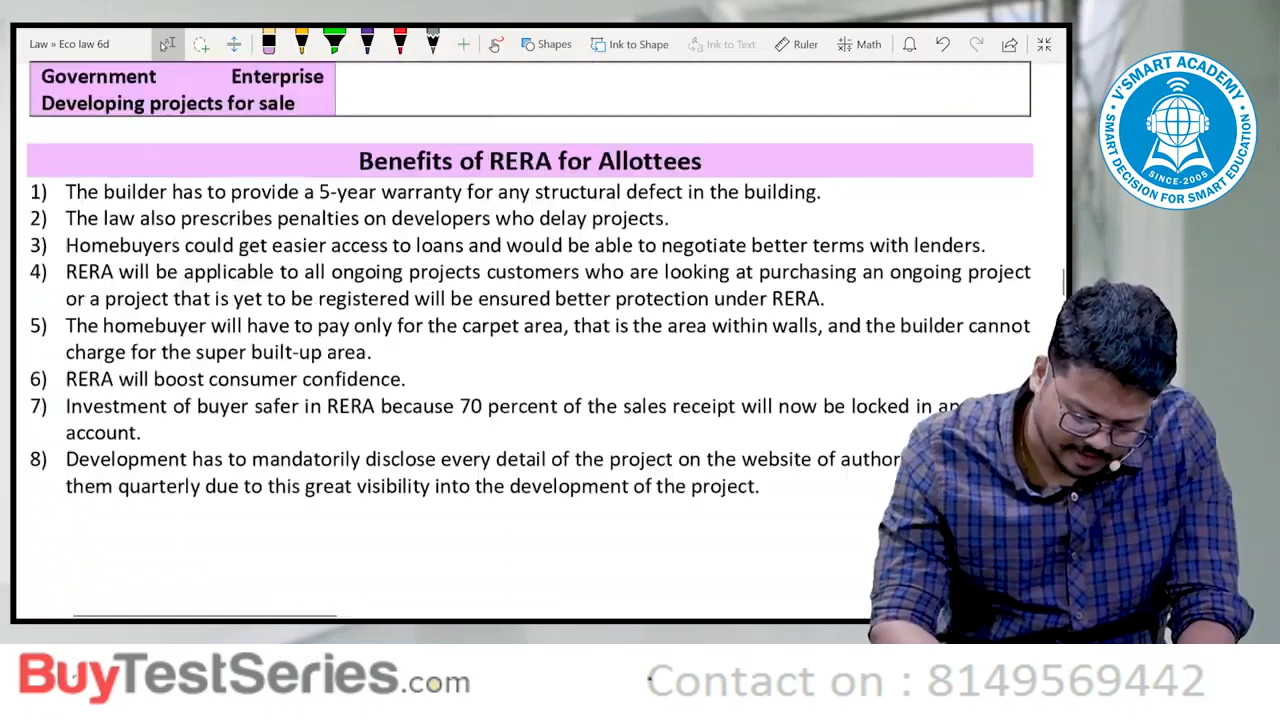 Law » Eco law 6d
Shapes
Ink to Shape
Ink to Text
Ruler
Math
Government Enterprise
Developing projects for sale
Benefits of RERA for Allottees
1) The builder has to provide a 5-year warranty for any structural defect in the building.
2) The law also prescribes penalties on developers who delay projects.
3) Homebuyers could get easier access to loans and would be able to negotiate better terms with lenders.
4) RERA will be applicable to all ongoing projects customers who are looking at purchasing an ongoing project
or a project that is yet to be registered will be ensured better protection under RERA.
5) The homebuyer will have to pay only for the carpet area, that is the area within walls, and the builder cannot
charge for the super built-up area.
6) RERA will boost consumer confidence.
7) Investment of buyer safer in RERA because 70 percent of the sales receipt will now be locked in
account.
8) Development has to mandatorily disclose every detail of the project on the website of
them quarterly due to this great visibility into the development of the project.
V'SMART ACADEMY
SMART DECISION FOR SMART EDUCATION
SINCE-2005
BuyTestSeries.com
Contact on : 8149569442